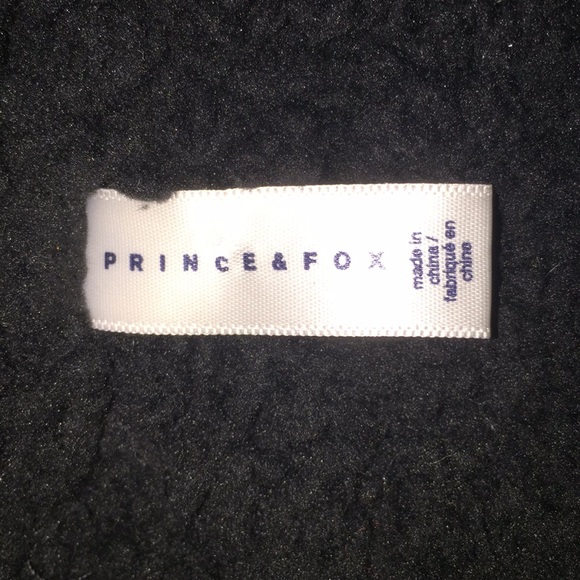 PRINCE & FOX
made in
china /
fabriqué en
chine